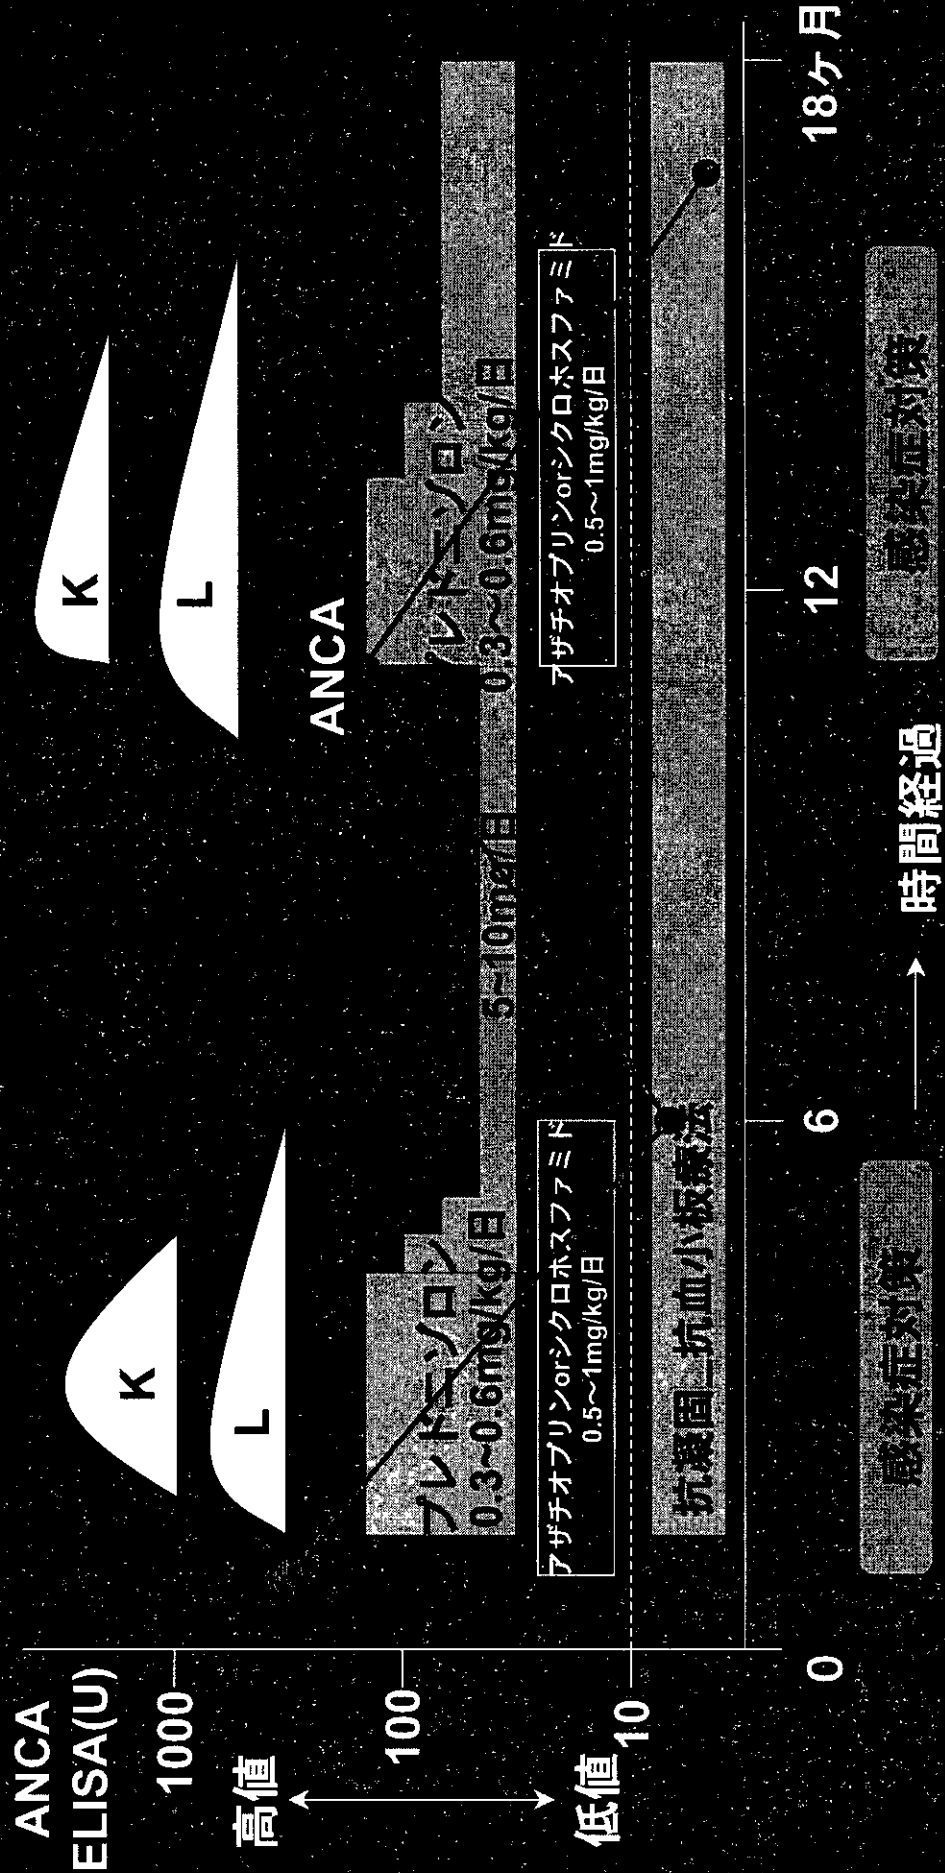 ANCA
ELISA(U)
1000
100
10
高値
低値
K
L
K
L
ANCA
プレドニンロン
0.3~0.6mg/kg/日
5~10mg/日
プレドニンロン
0.3~0.6mg/kg/日
アザチオプリンorシクロホスファミド
0.5~1mg/kg/日
アザチオプリンorシクロホスファミド
0.5~1mg/kg/日
抗凝固_抗血小板療法
0
6
12
18ケ月
感染症対策
時間経過
感染症対策